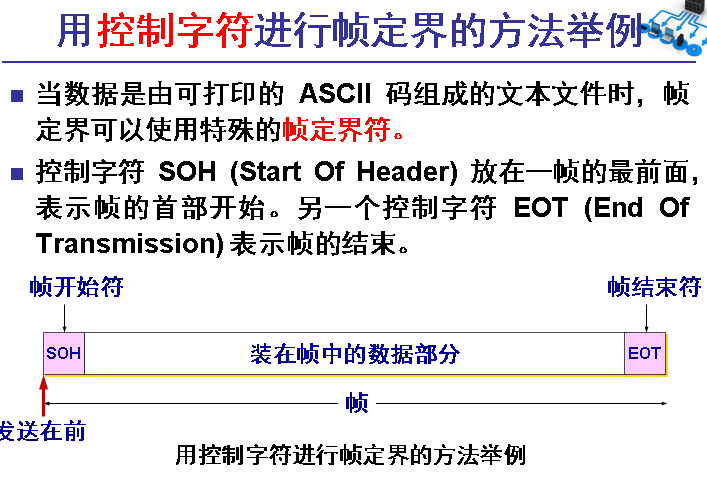 用控制字符进行帧定界的方法举例
当数据是由可打印的 ASCII 码组成的文本文件时，帧
定界可以使用特殊的帧定界符。
控制字符 SOH (Start Of Header) 放在一帧的最前面，
表示帧的首部开始。另一个控制字符 EOT (End Of
Transmission) 表示帧的结束。
帧开始符
帧结束符
SOH
装在帧中的数据部分
EOT
帧
发送在前
用控制字符进行帧定界的方法举例